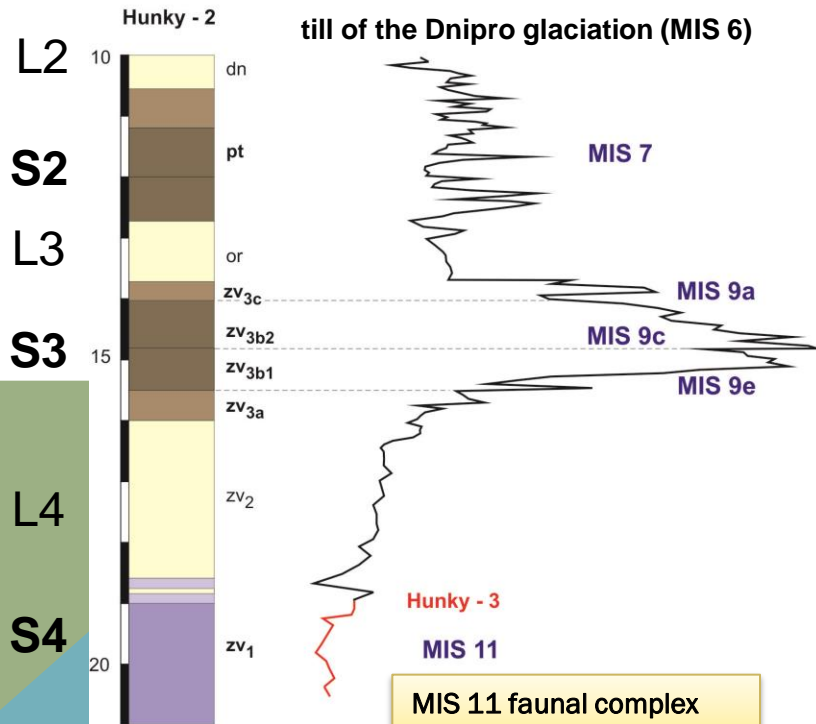 Hunky - 2
till of the Dnipro glaciation (MIS 6)
L2
10
dn
S2
pt
MIS 7
L3
or
zv3c
MIS 9a
zv3b2
MIS 9c
S3
15
zv3b1
MIS 9e
zv3a
L4
zv2
Hunky - 3
S4
zv1
MIS 11
20
MIS 11 faunal complex